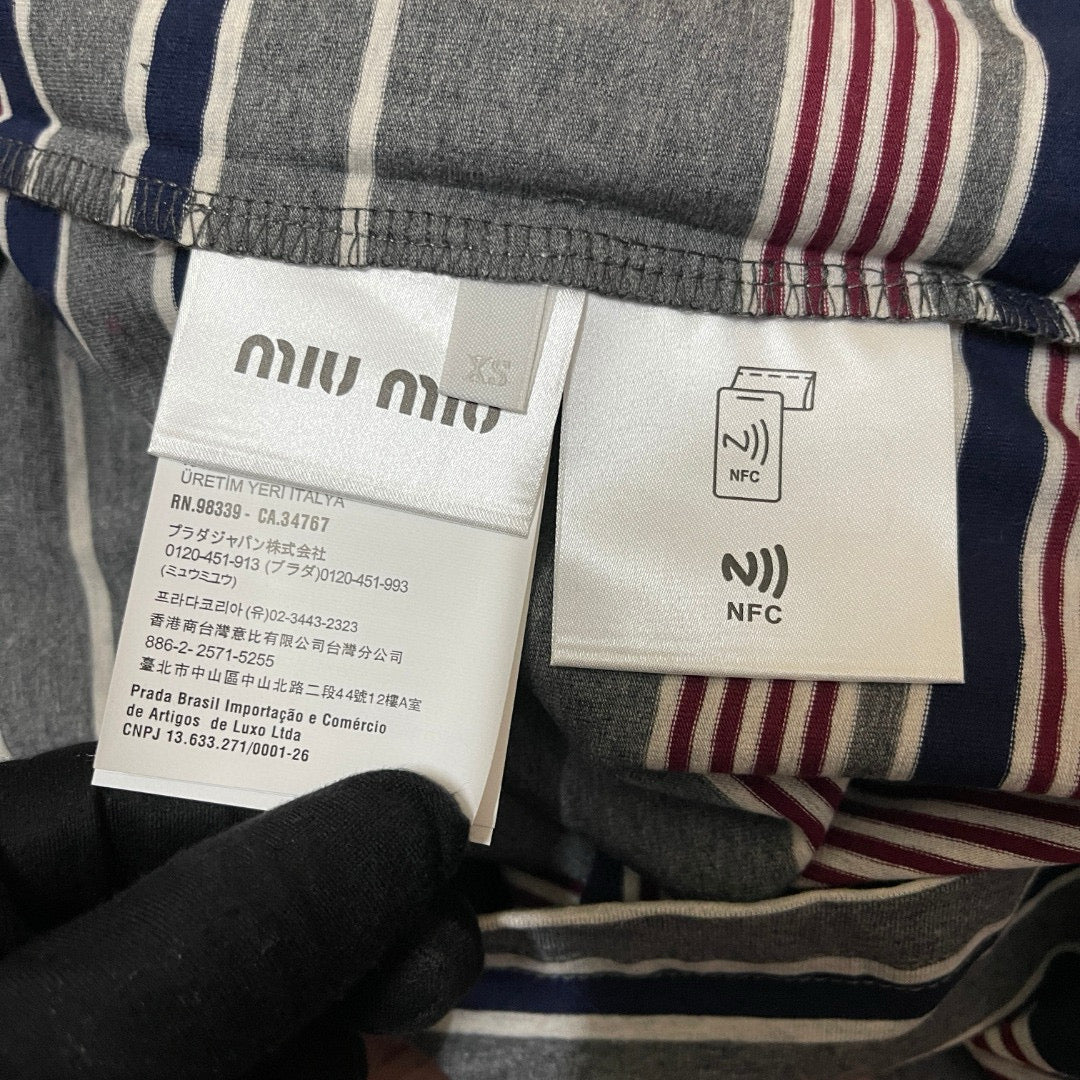 miu miu
XS
ÜRETİM YERİ İTALYA
RN.98339 - CA.34767
プラダジャパン株式会社
0120-451-913 (プラダ)0120-451-993
(ミュウミュウ)
프라다코리아(유)02-3443-2323
香港商台灣意比有限公司台灣分公司
886-2- 2571-5255
臺北市中山區中山北路二段44號12樓A室
Prada Brasil Importação e Comércio
de Artigos de Luxo Ltda
CNPJ 13.633.271/0001-26
NFC
NFC